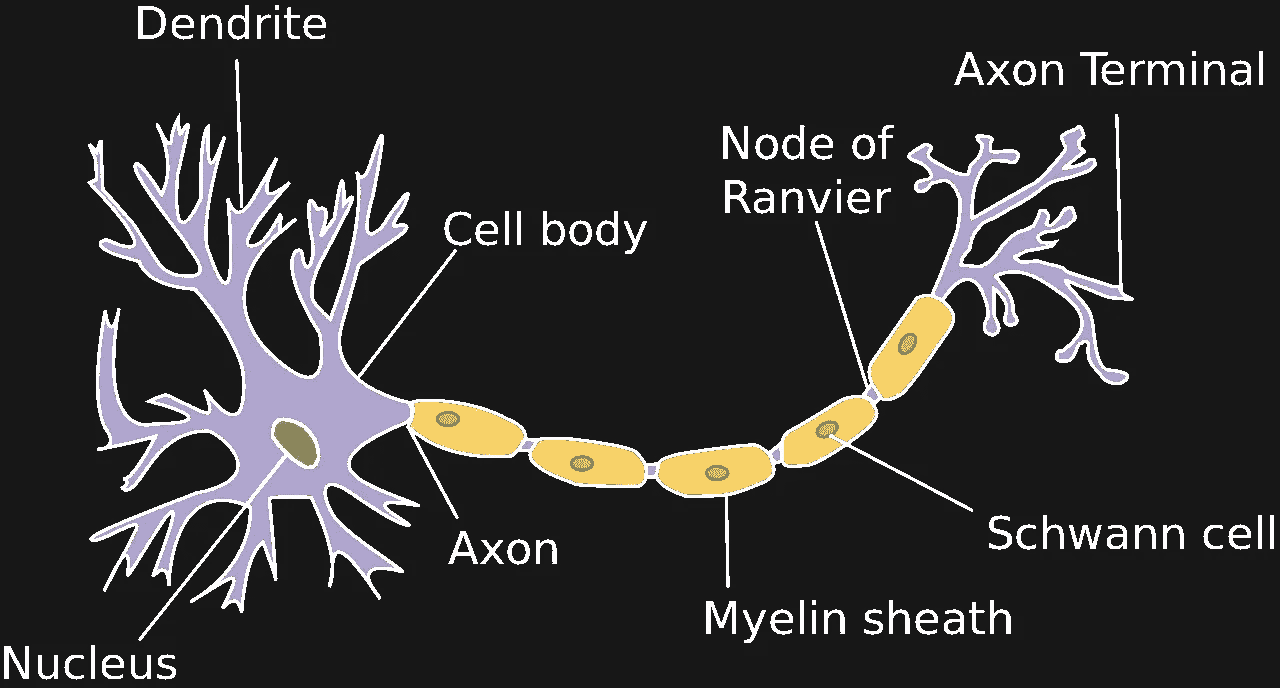 Dendrite
Axon Terminal
Node of
Ranvier
Cell body
Axon
Schwann cell
Myelin sheath
Nucleus